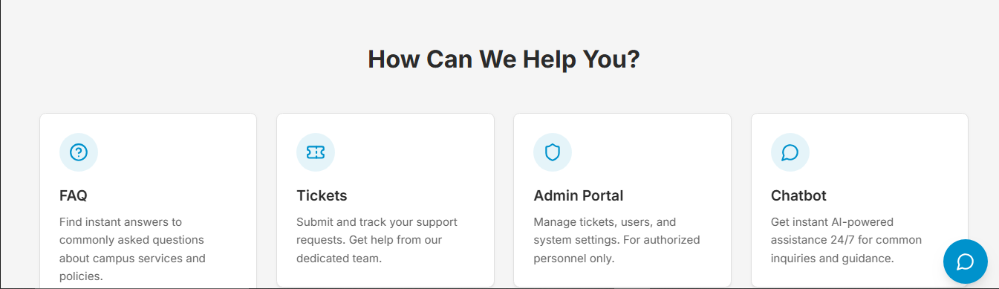 How Can We Help You?
FAQ
Find instant answers to
commonly asked questions
about campus services and
policies.
Tickets
Submit and track your support
requests. Get help from our
dedicated team.
Admin Portal
Manage tickets, users, and
system settings. For authorized
personnel only.
Chatbot
Get instant AI-powered
assistance 24/7 for common
inquiries and guidance.